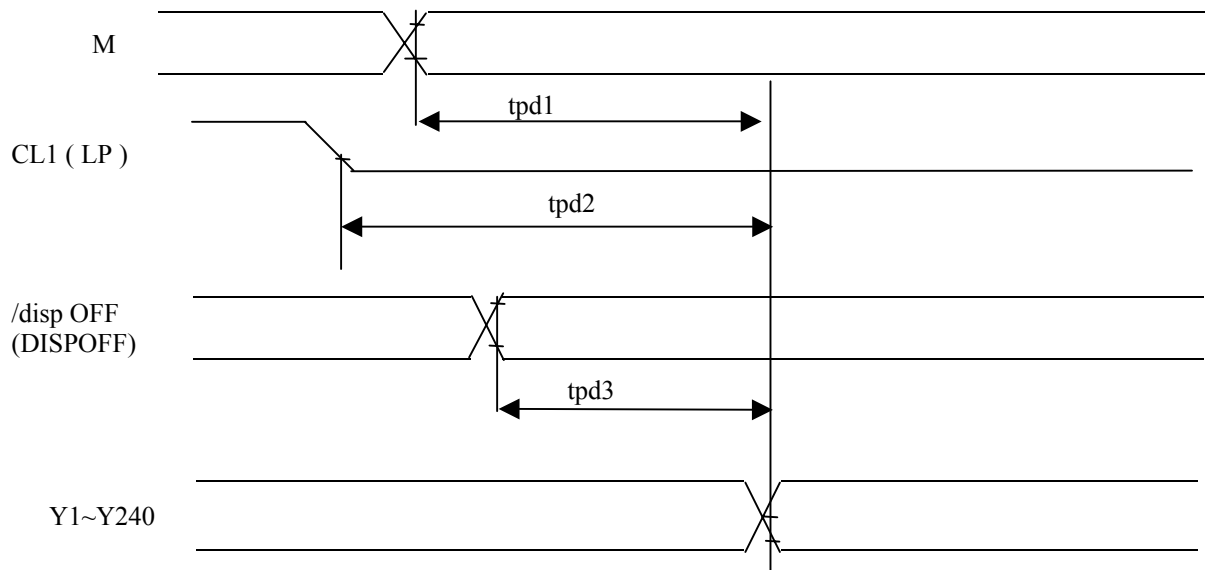 M
tpd1
CL1 ( LP )
tpd2
/disp OFF
(DISPOFF)
tpd3
Y1~Y240